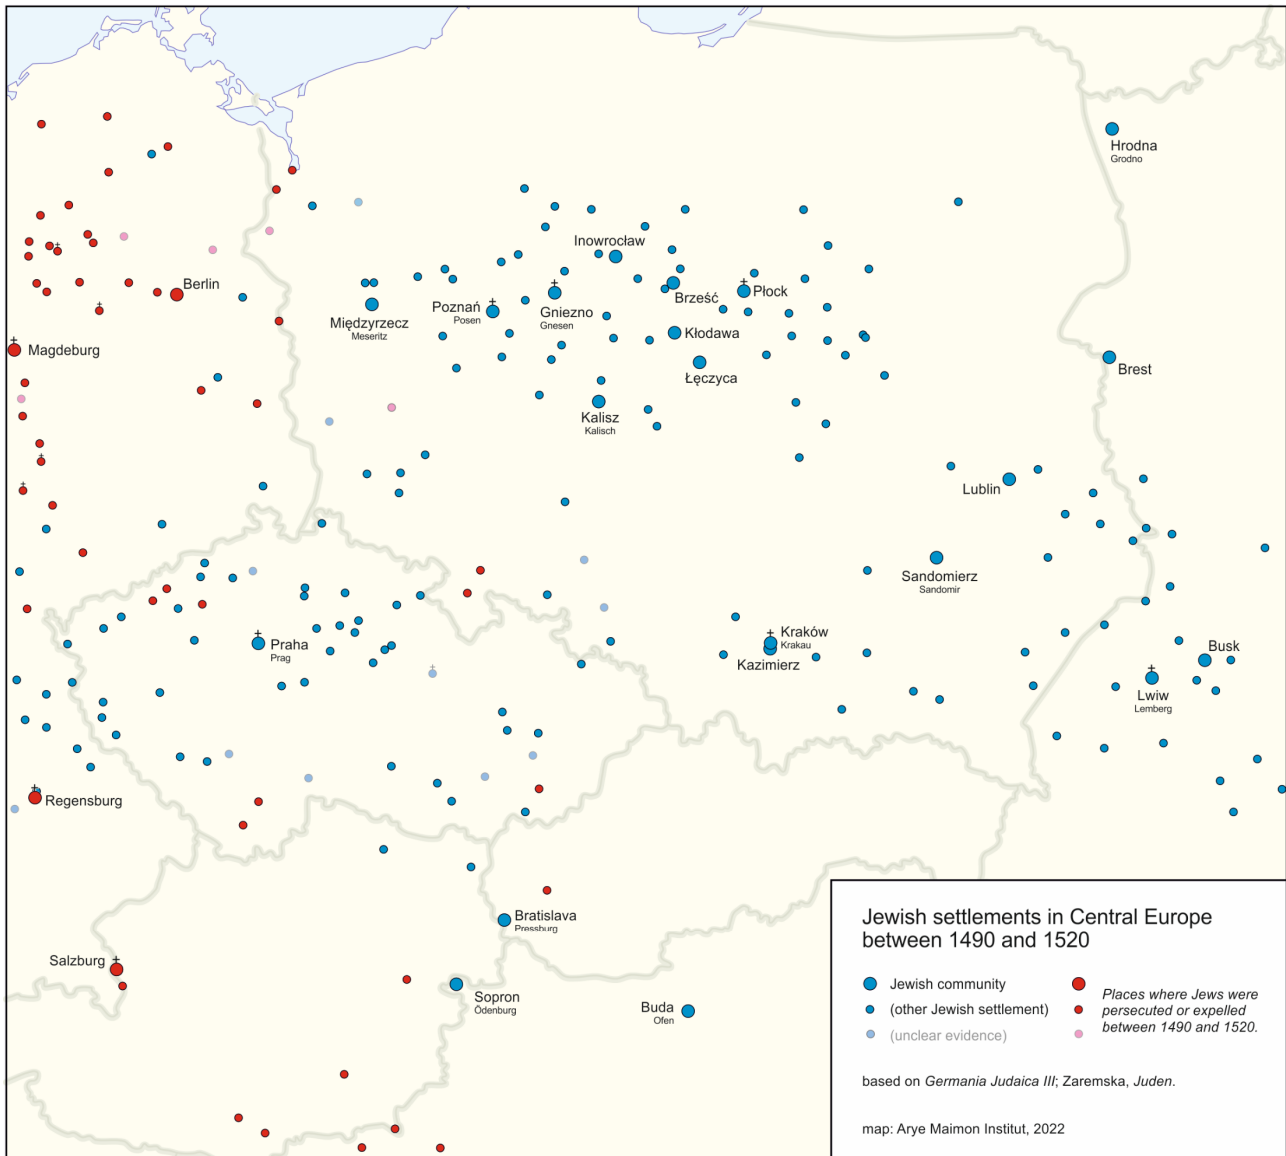 Hrodna
Grodno
Inowrocław
Berlin
Międzyrzecz
Meseritz
Poznań
Posen
Gniezno
Gnesen
Brześć
Płock
Kłodawa
Magdeburg
Łęczyca
Brest
Kalisz
Kalisch
Lublin
Sandomierz
Sandomir
Praha
Prag
Kraków
Krakau
Kazimierz
Busk
Lwiw
Lemberg
Regensburg
Bratislava
Pressburg
Salzburg
Sopron
Ödenburg
Buda
Ofen
Jewish settlements in Central Europe
between 1490 and 1520
Jewish community
(other Jewish settlement)
(unclear evidence)
Places where Jews were
persecuted or expelled
between 1490 and 1520.
based on Germania Judaica III; Zaremska, Juden.
map: Arye Maimon Institut, 2022